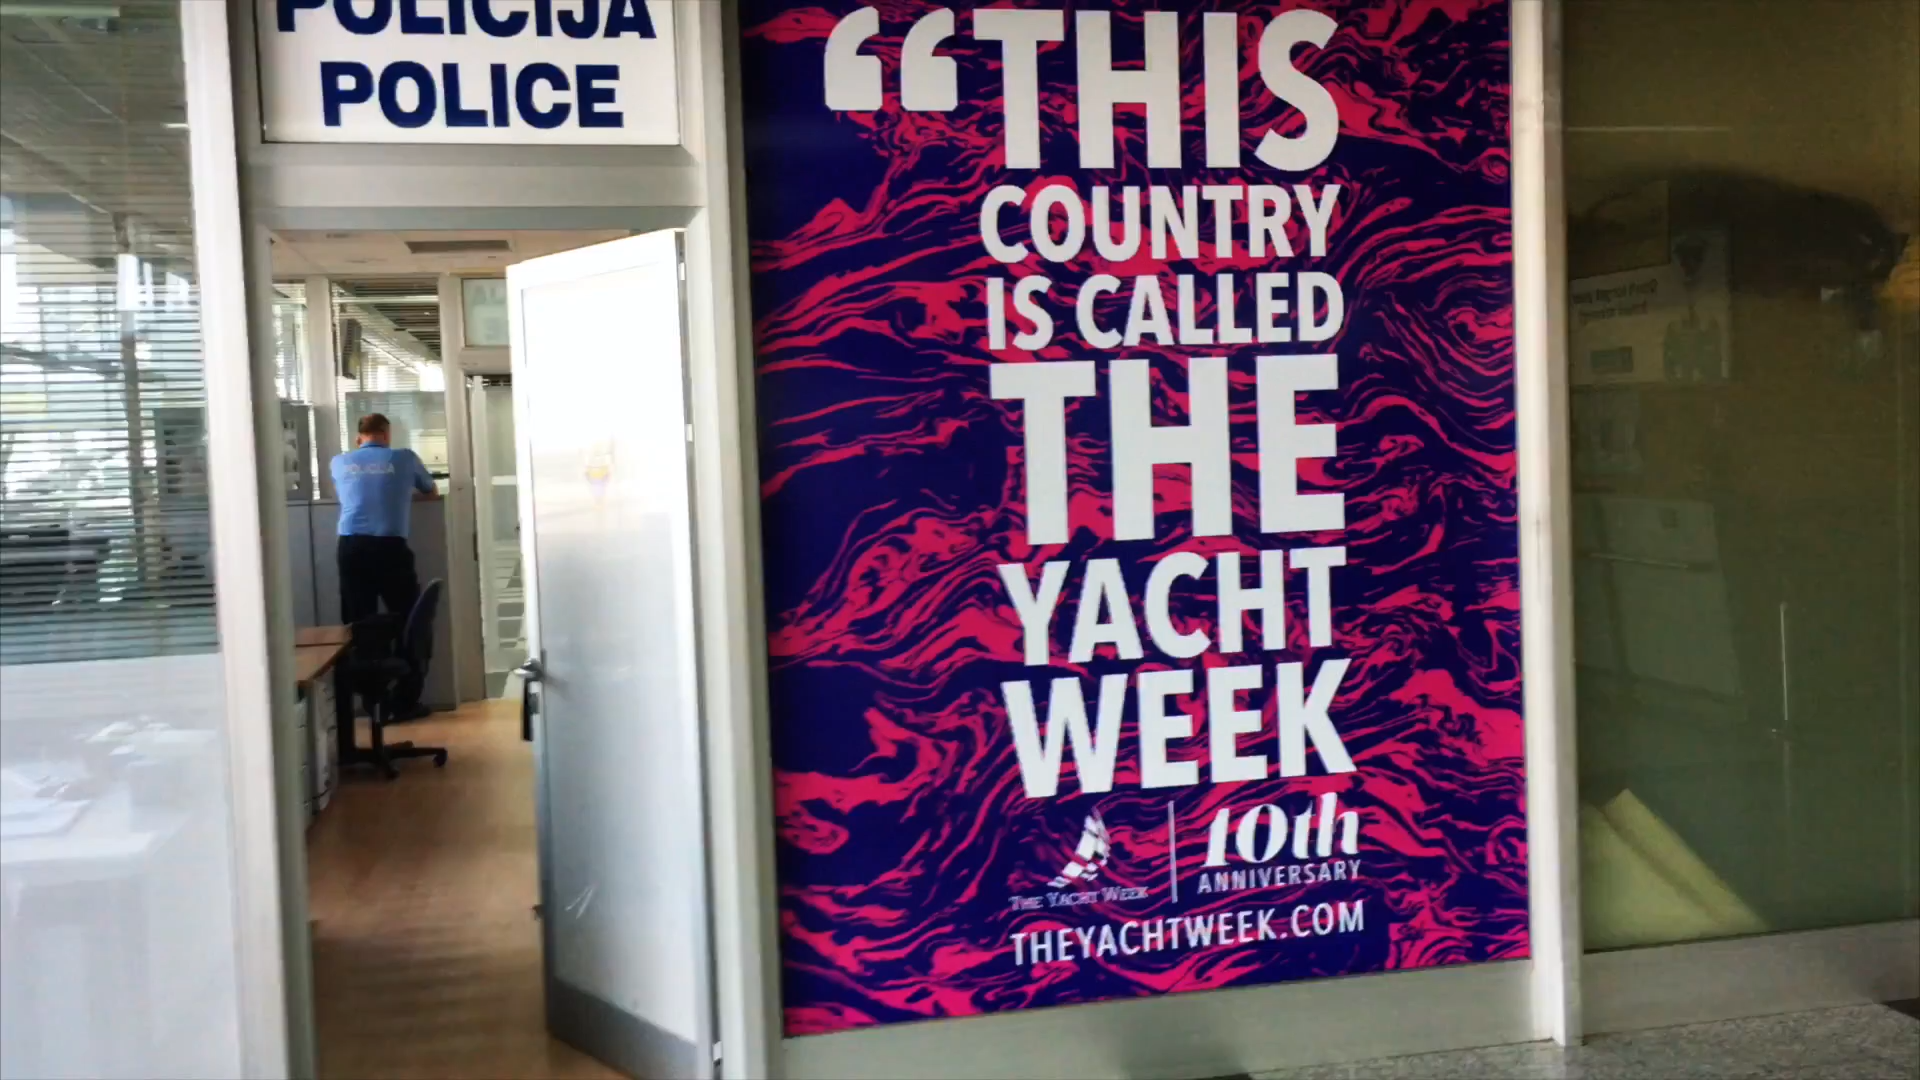 POLICIJA
POLICE
POLICIJA
“THIS
COUNTRY
IS CALLED
THE
YACHT
WEEK
THE YACHT WEEK
10th
ANNIVERSARY
THEYACHTWEEK.COM